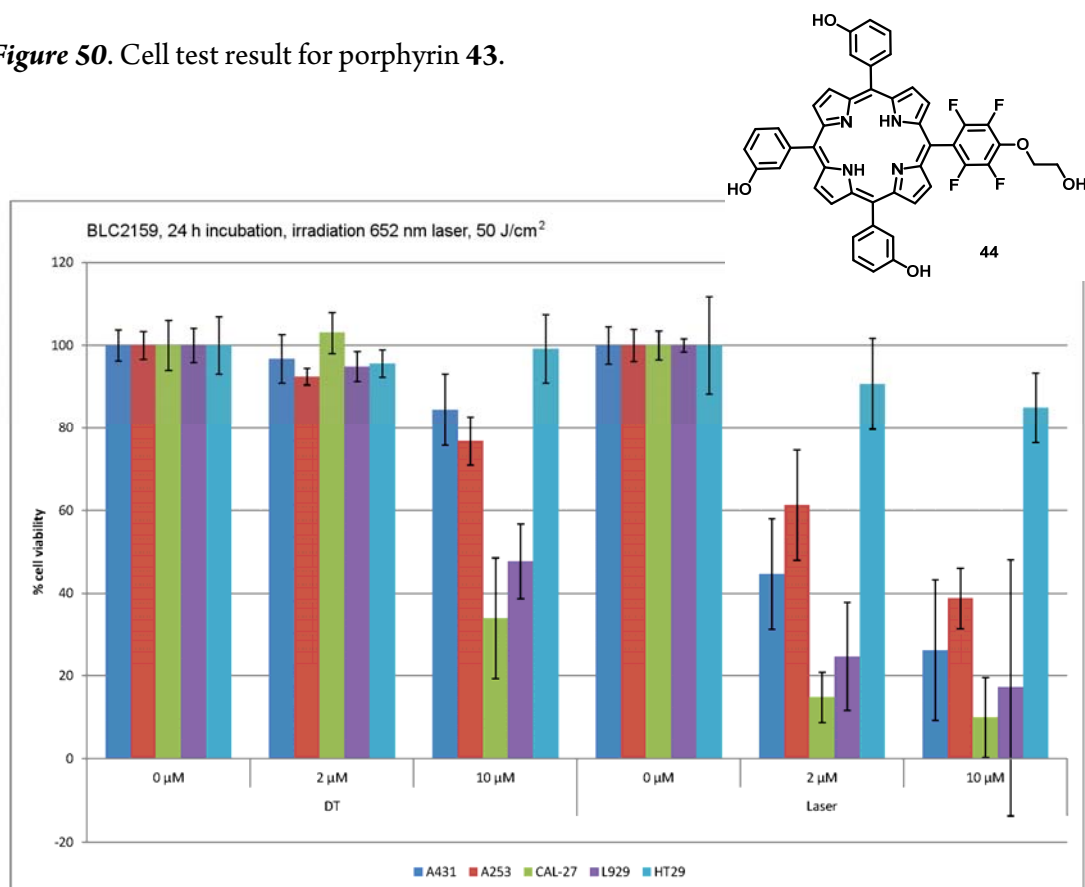 Figure 50. Cell test result for porphyrin 43.
HO
N
HN
F
F
O
OH
NH
N
F
F
HO
OH
44
BLC2159, 24 h incubation, irradiation 652 nm laser, 50 J/cm²
120
100
80
60
40
20
0
-20
% cell viability
0 µM
2 µM
10 µM
0 µM
2 µM
10 µM
DT
Laser
A431
A253
CAL-27
L929
HT29